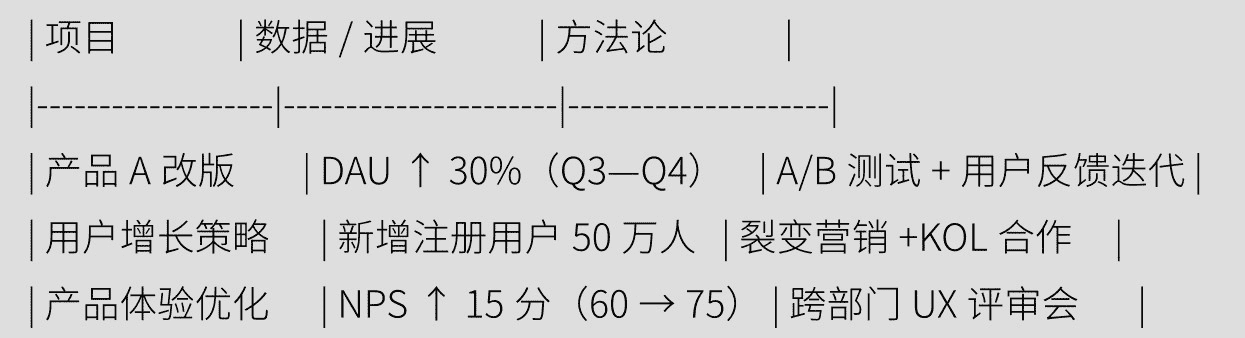 | 项目 | 数据 / 进展 | 方法论 |
|-------------------|----------------------|---------------------|
| 产品 A 改版 | DAU ↑ 30%（Q3—Q4） | A/B 测试 + 用户反馈迭代 |
| 用户增长策略 | 新增注册用户 50 万人 | 裂变营销 +KOL 合作 |
| 产品体验优化 | NPS ↑ 15 分（60 → 75） | 跨部门 UX 评审会 |